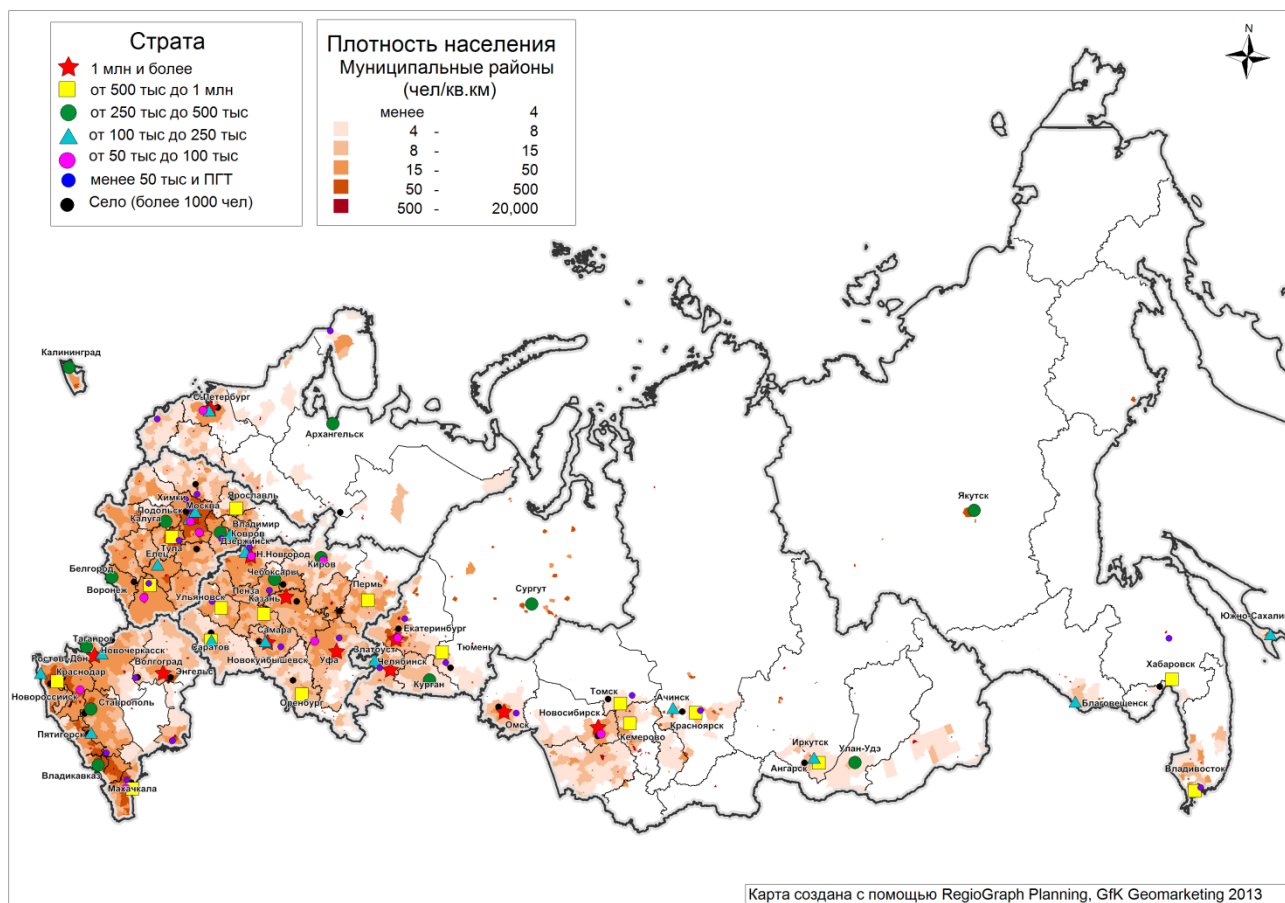 Страта
1 млн и более
от 500 тыс до 1 млн
от 250 тыс до 500 тыс
от 100 тыс до 250 тыс
от 50 тыс до 100 тыс
менее 50 тыс и ПГТ
Село (более 1000 чел)
Плотность населения
Муниципальные районы
(чел/кв.км)
менее 4
4 - 8
8 - 15
15 - 50
50 - 500
500 - 20,000
N
Калининград
С.Петербург
Архангельск
Химки
Ярославль
Москва
Подольск
Калуга
Владимир
Ковров
Дзержинск
Тула
Елец
Н.Новгород
Киров
Белгород
Воронеж
Чебоксары
Пенза
Казань
Ульяновск
Пермь
Сургут
Якутск
Екатеринбург
Самара
Саратов
Златоуст
Тюмень
Таганрог
Новочеркасск
Ростов/Дон
Волгоград
Энгельс
Новокуйбышевск
Уфа
Челябинск
Краснодар
Курган
Новороссийск
Ставрополь
Оренбург
Пятигорск
Владикавказ
Махачкала
Омск
Томск
Ачинск
Новосибирск
Красноярск
Кемерово
Иркутск
Улан-Удэ
Ангарск
Благовещенск
Хабаровск
Южно-Сахалин
Владивосток
Карта создана с помощью RegioGraph Planning, GfK Geomarketing 2013